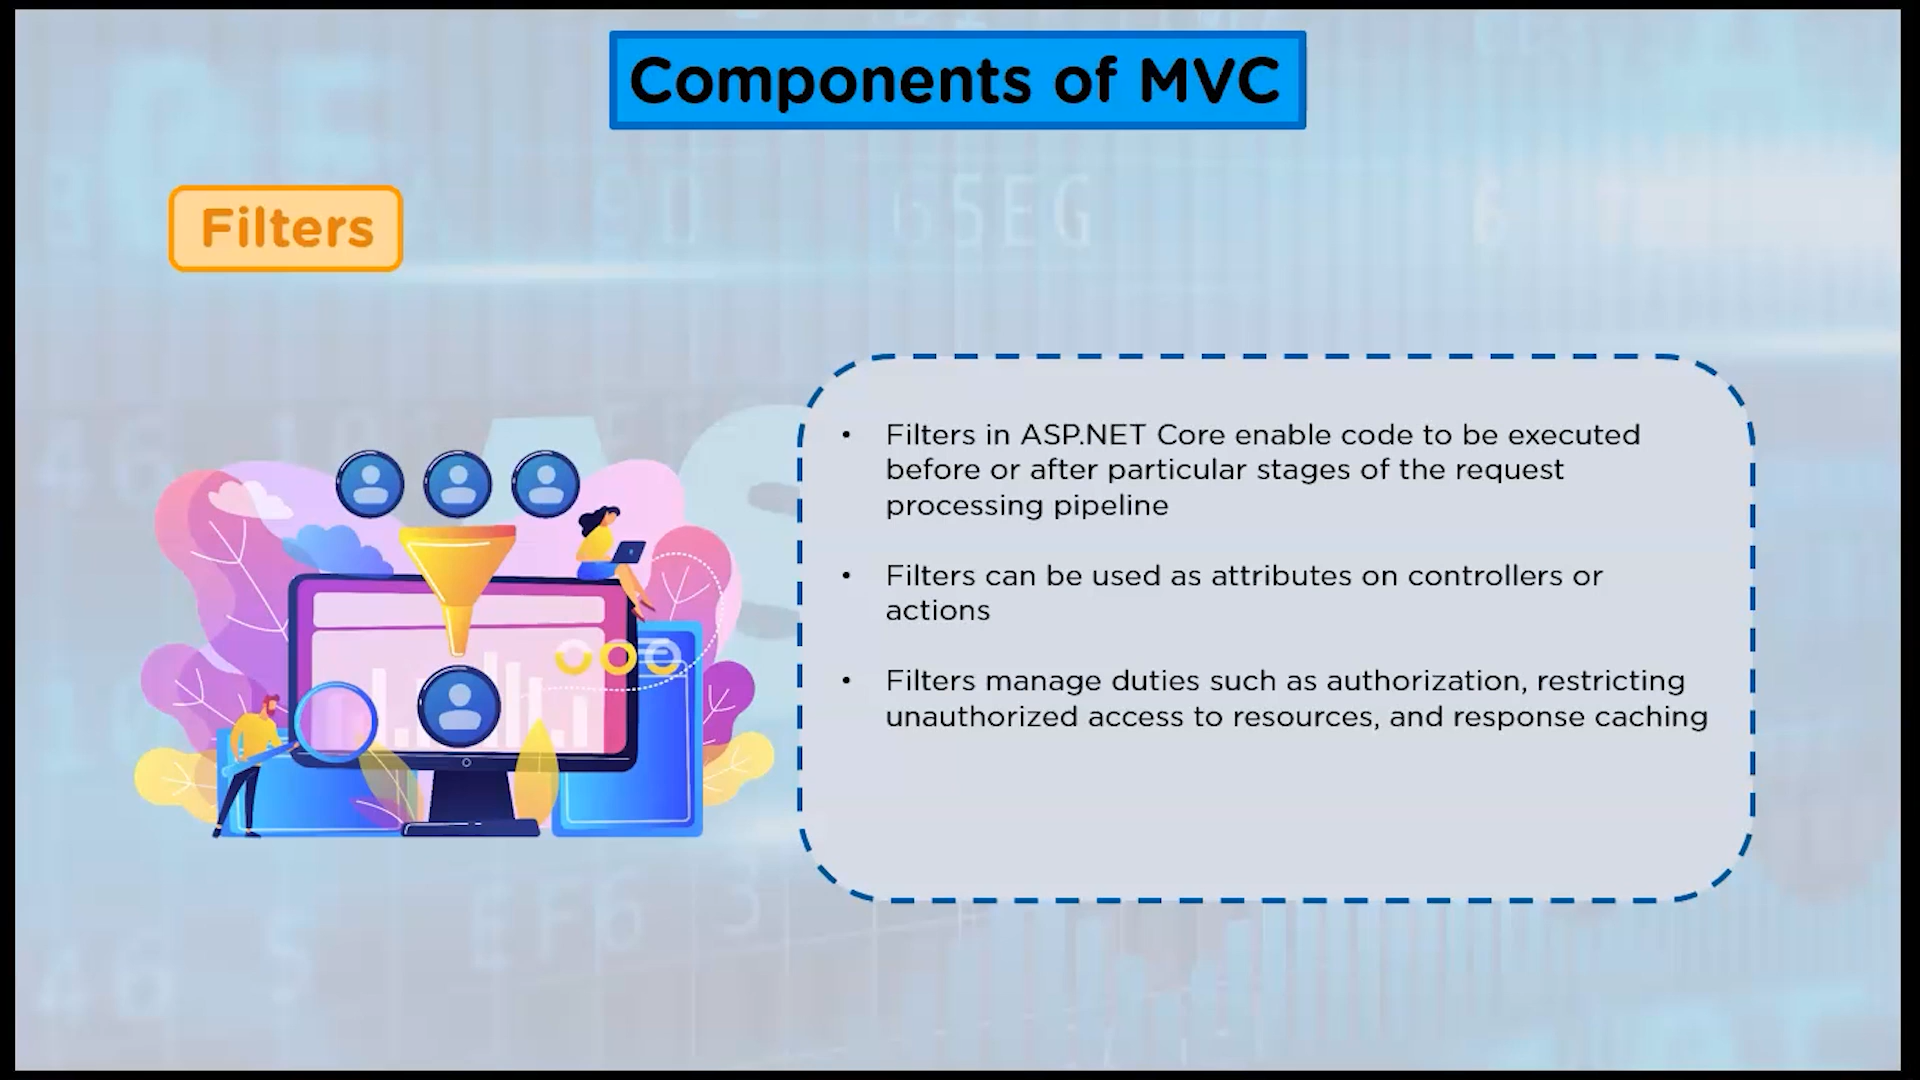 Components of MVC
Filters
65EG
• Filters in ASP.NET Core enable code to be executed
before or after particular stages of the request
processing pipeline
• Filters can be used as attributes on controllers or
actions
• Filters manage duties such as authorization, restricting
unauthorized access to resources, and response caching